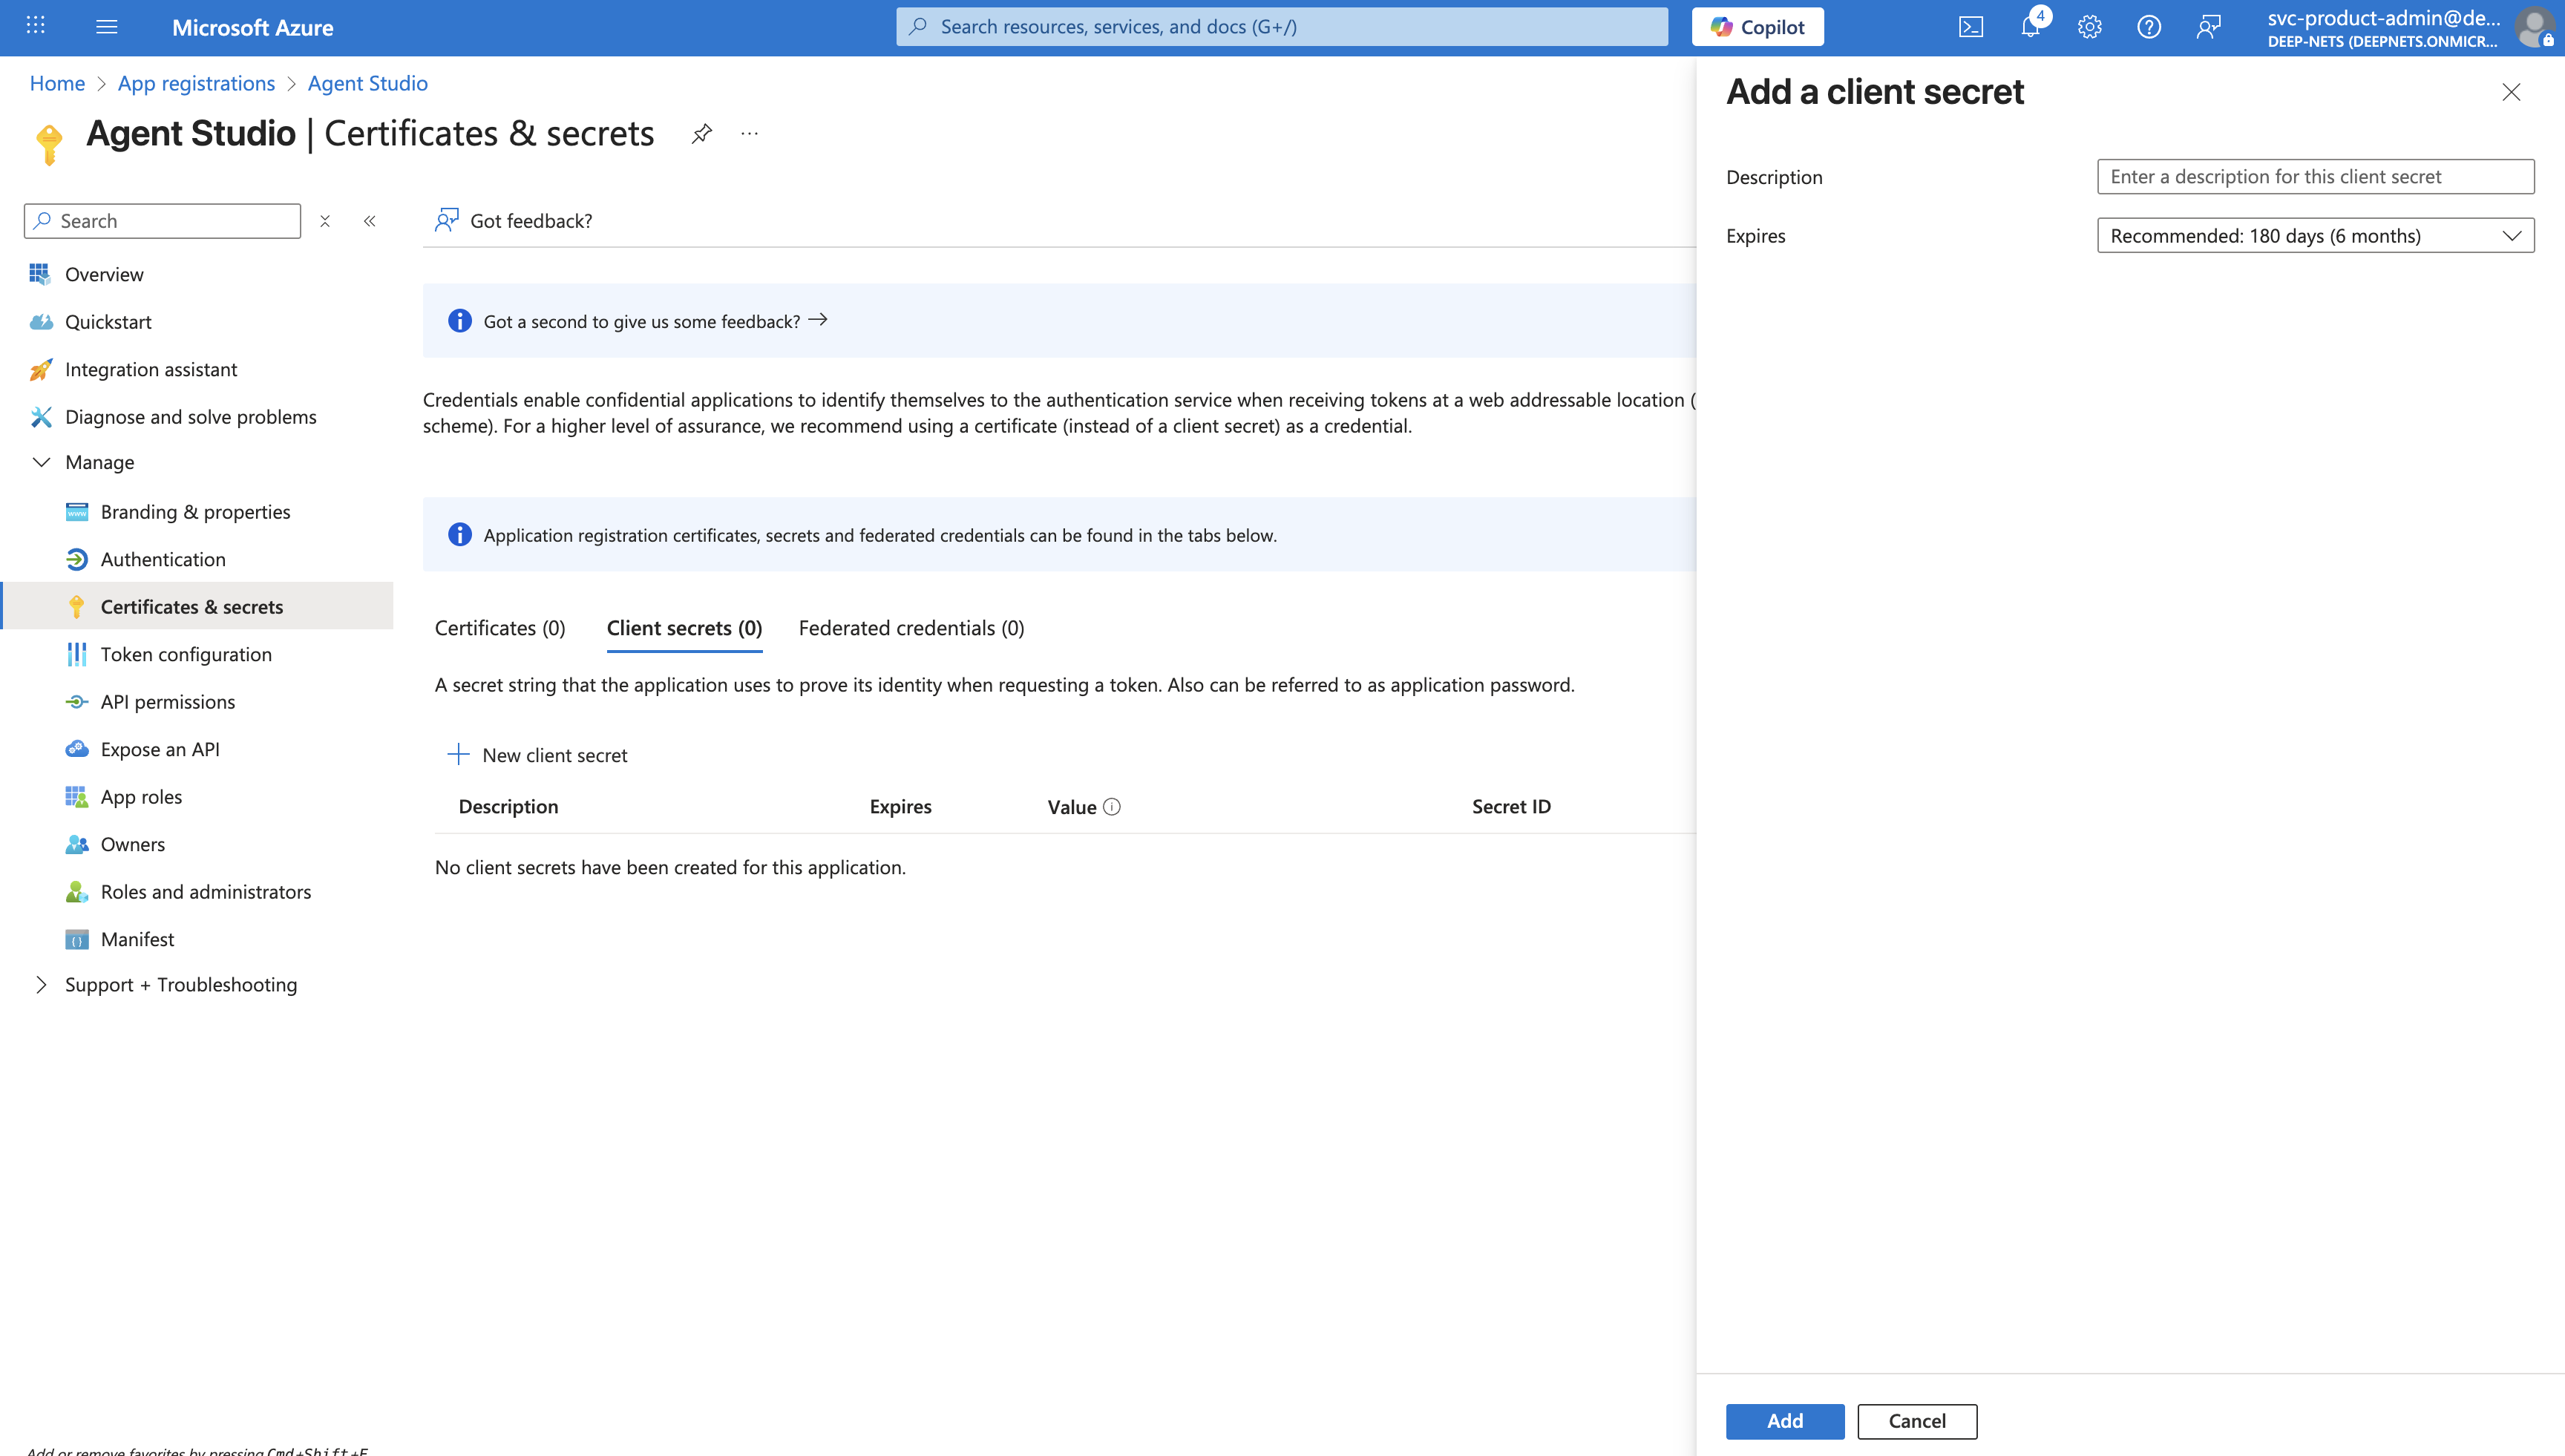 Microsoft Azure
Search resources, services, and docs (G+/)
Copilot
4
svc-product-admin@de...
DEEP-NETS (DEEPNETS.ONMICR...
Home > App registrations > Agent Studio
Agent Studio | Certificates & secrets
...
Search
Overview
Quickstart
Integration assistant
Diagnose and solve problems
Manage
Branding & properties
Authentication
Certificates & secrets
Token configuration
API permissions
Expose an API
App roles
Owners
Roles and administrators
Manifest
Support + Troubleshooting
Add or remove favorites by pressing Cmd+Shift+F
Got feedback?
Got a second to give us some feedback?
Credentials enable confidential applications to identify themselves to the authentication service when receiving tokens at a web addressable location (
scheme). For a higher level of assurance, we recommend using a certificate (instead of a client secret) as a credential.
Application registration certificates, secrets and federated credentials can be found in the tabs below.
Certificates (0) Client secrets (0) Federated credentials (0)
A secret string that the application uses to prove its identity when requesting a token. Also can be referred to as application password.
New client secret
Description Expires Value Secret ID
No client secrets have been created for this application.
Add a client secret
Description
Enter a description for this client secret
Expires
Recommended: 180 days (6 months)
Add
Cancel